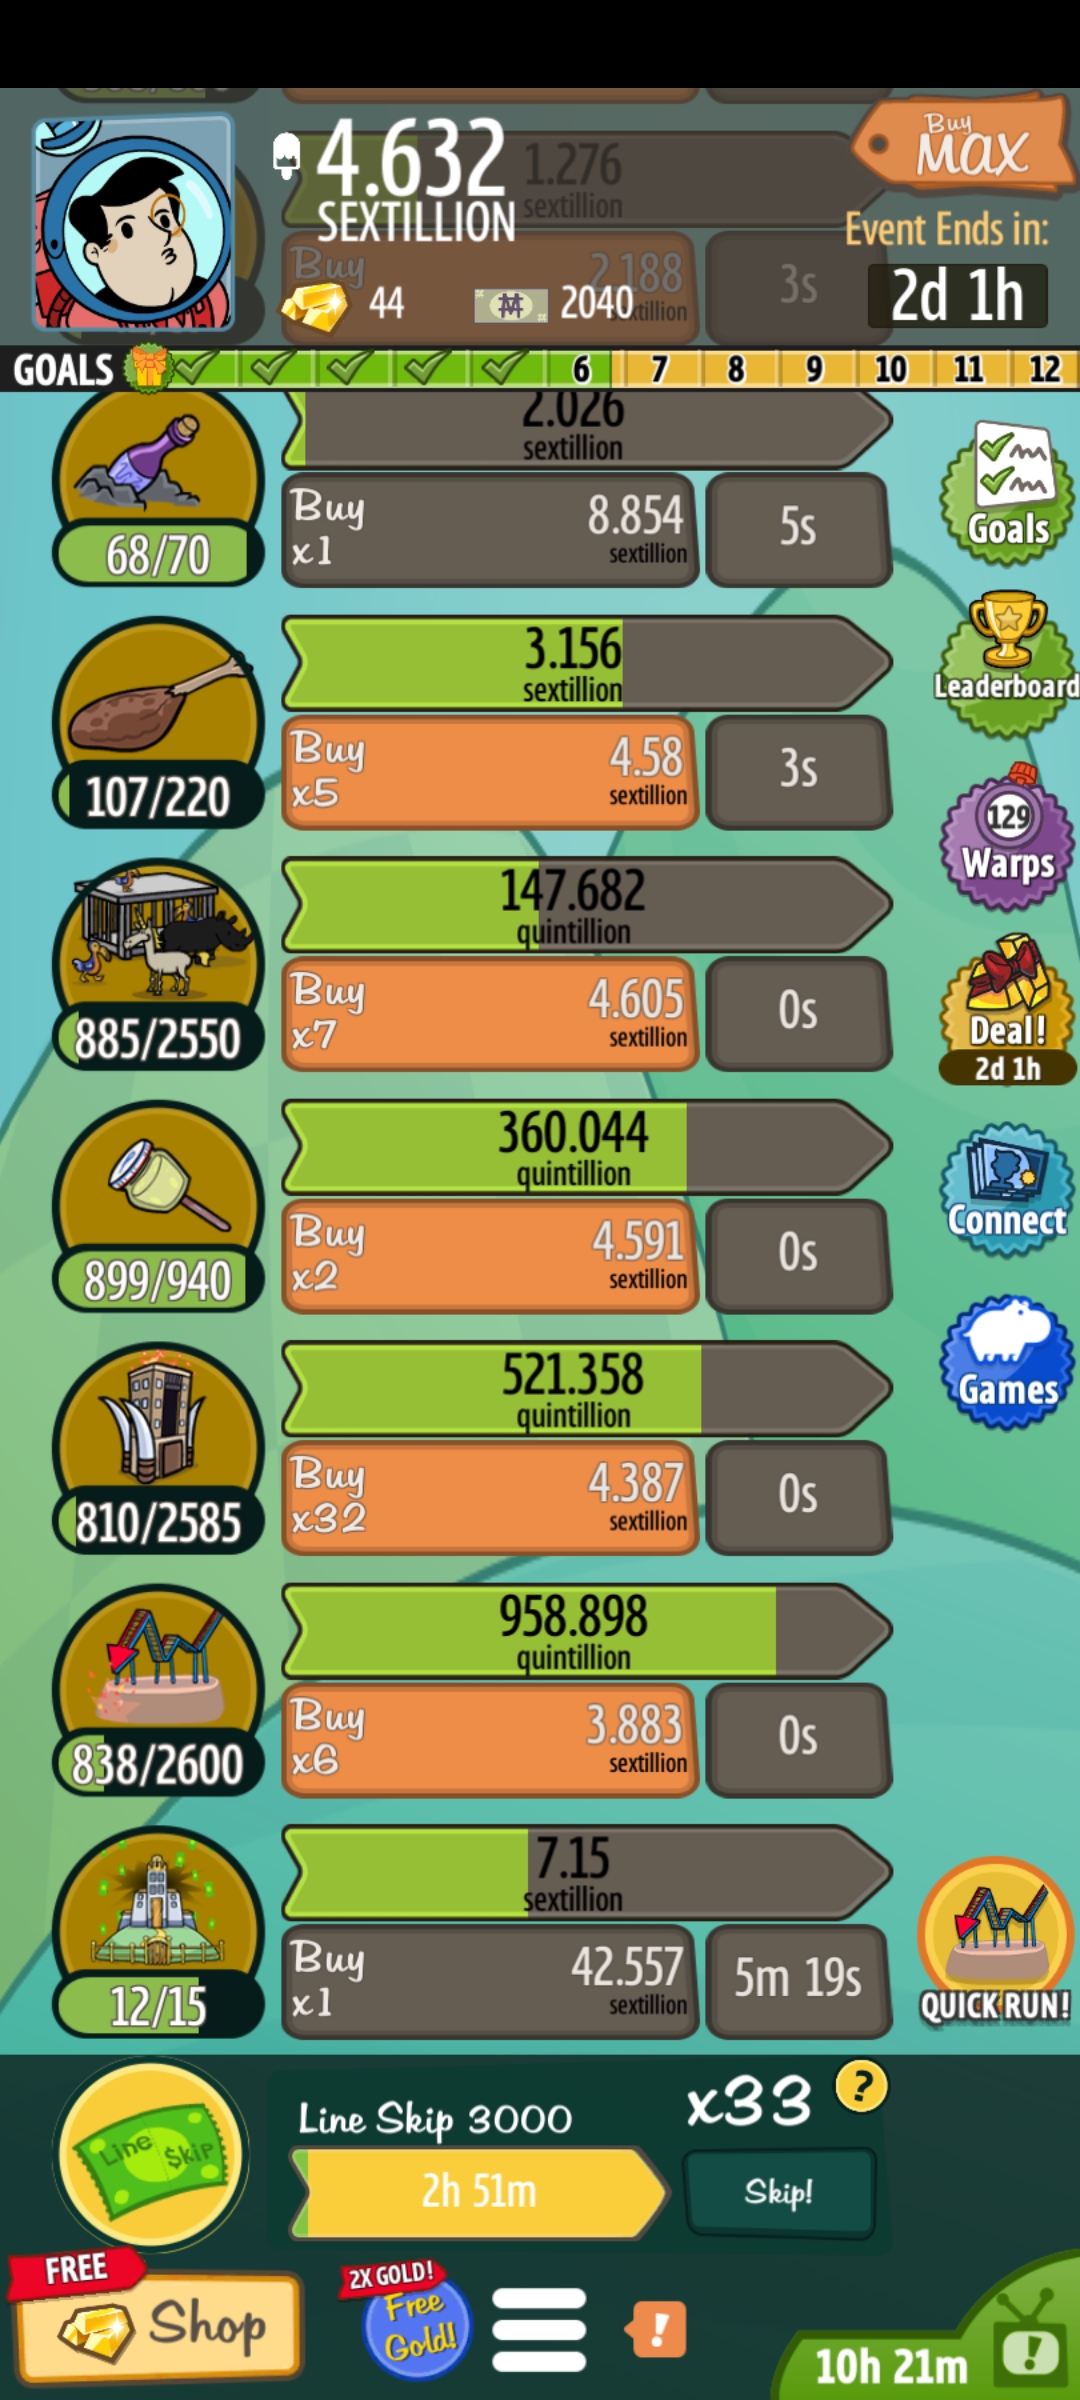 4.632
SEXTILLION
1.276
sextillion
Buy
MAX
Event Ends in:
2d 1h
Buy
2.188
3s
44
2040
GOALS
6
7
8
9
10
11
12
2.026
sextillion
68/70
Buy
x1
8.854
sextillion
5s
Goals
Leaderboard
3.156
sextillion
107/220
Buy
x5
4.58
sextillion
3s
129
Warps
147.682
quintillion
885/2550
Buy
x7
4.605
sextillion
0s
Deal!
2d 1h
360.044
quintillion
899/940
Buy
x2
4.591
sextillion
0s
Connect
521.358
quintillion
810/2585
Buy
x32
4.387
sextillion
0s
Games
958.898
quintillion
838/2600
Buy
x6
3.883
sextillion
0s
7.15
sextillion
12/15
Buy
x1
42.557
sextillion
5m 19s
QUICK RUN!
Line $kip
Line Skip 3000
x33
?
2h 51m
Skip!
FREE
Shop
2X GOLD!
Free
Gold!
!
10h 21m
!